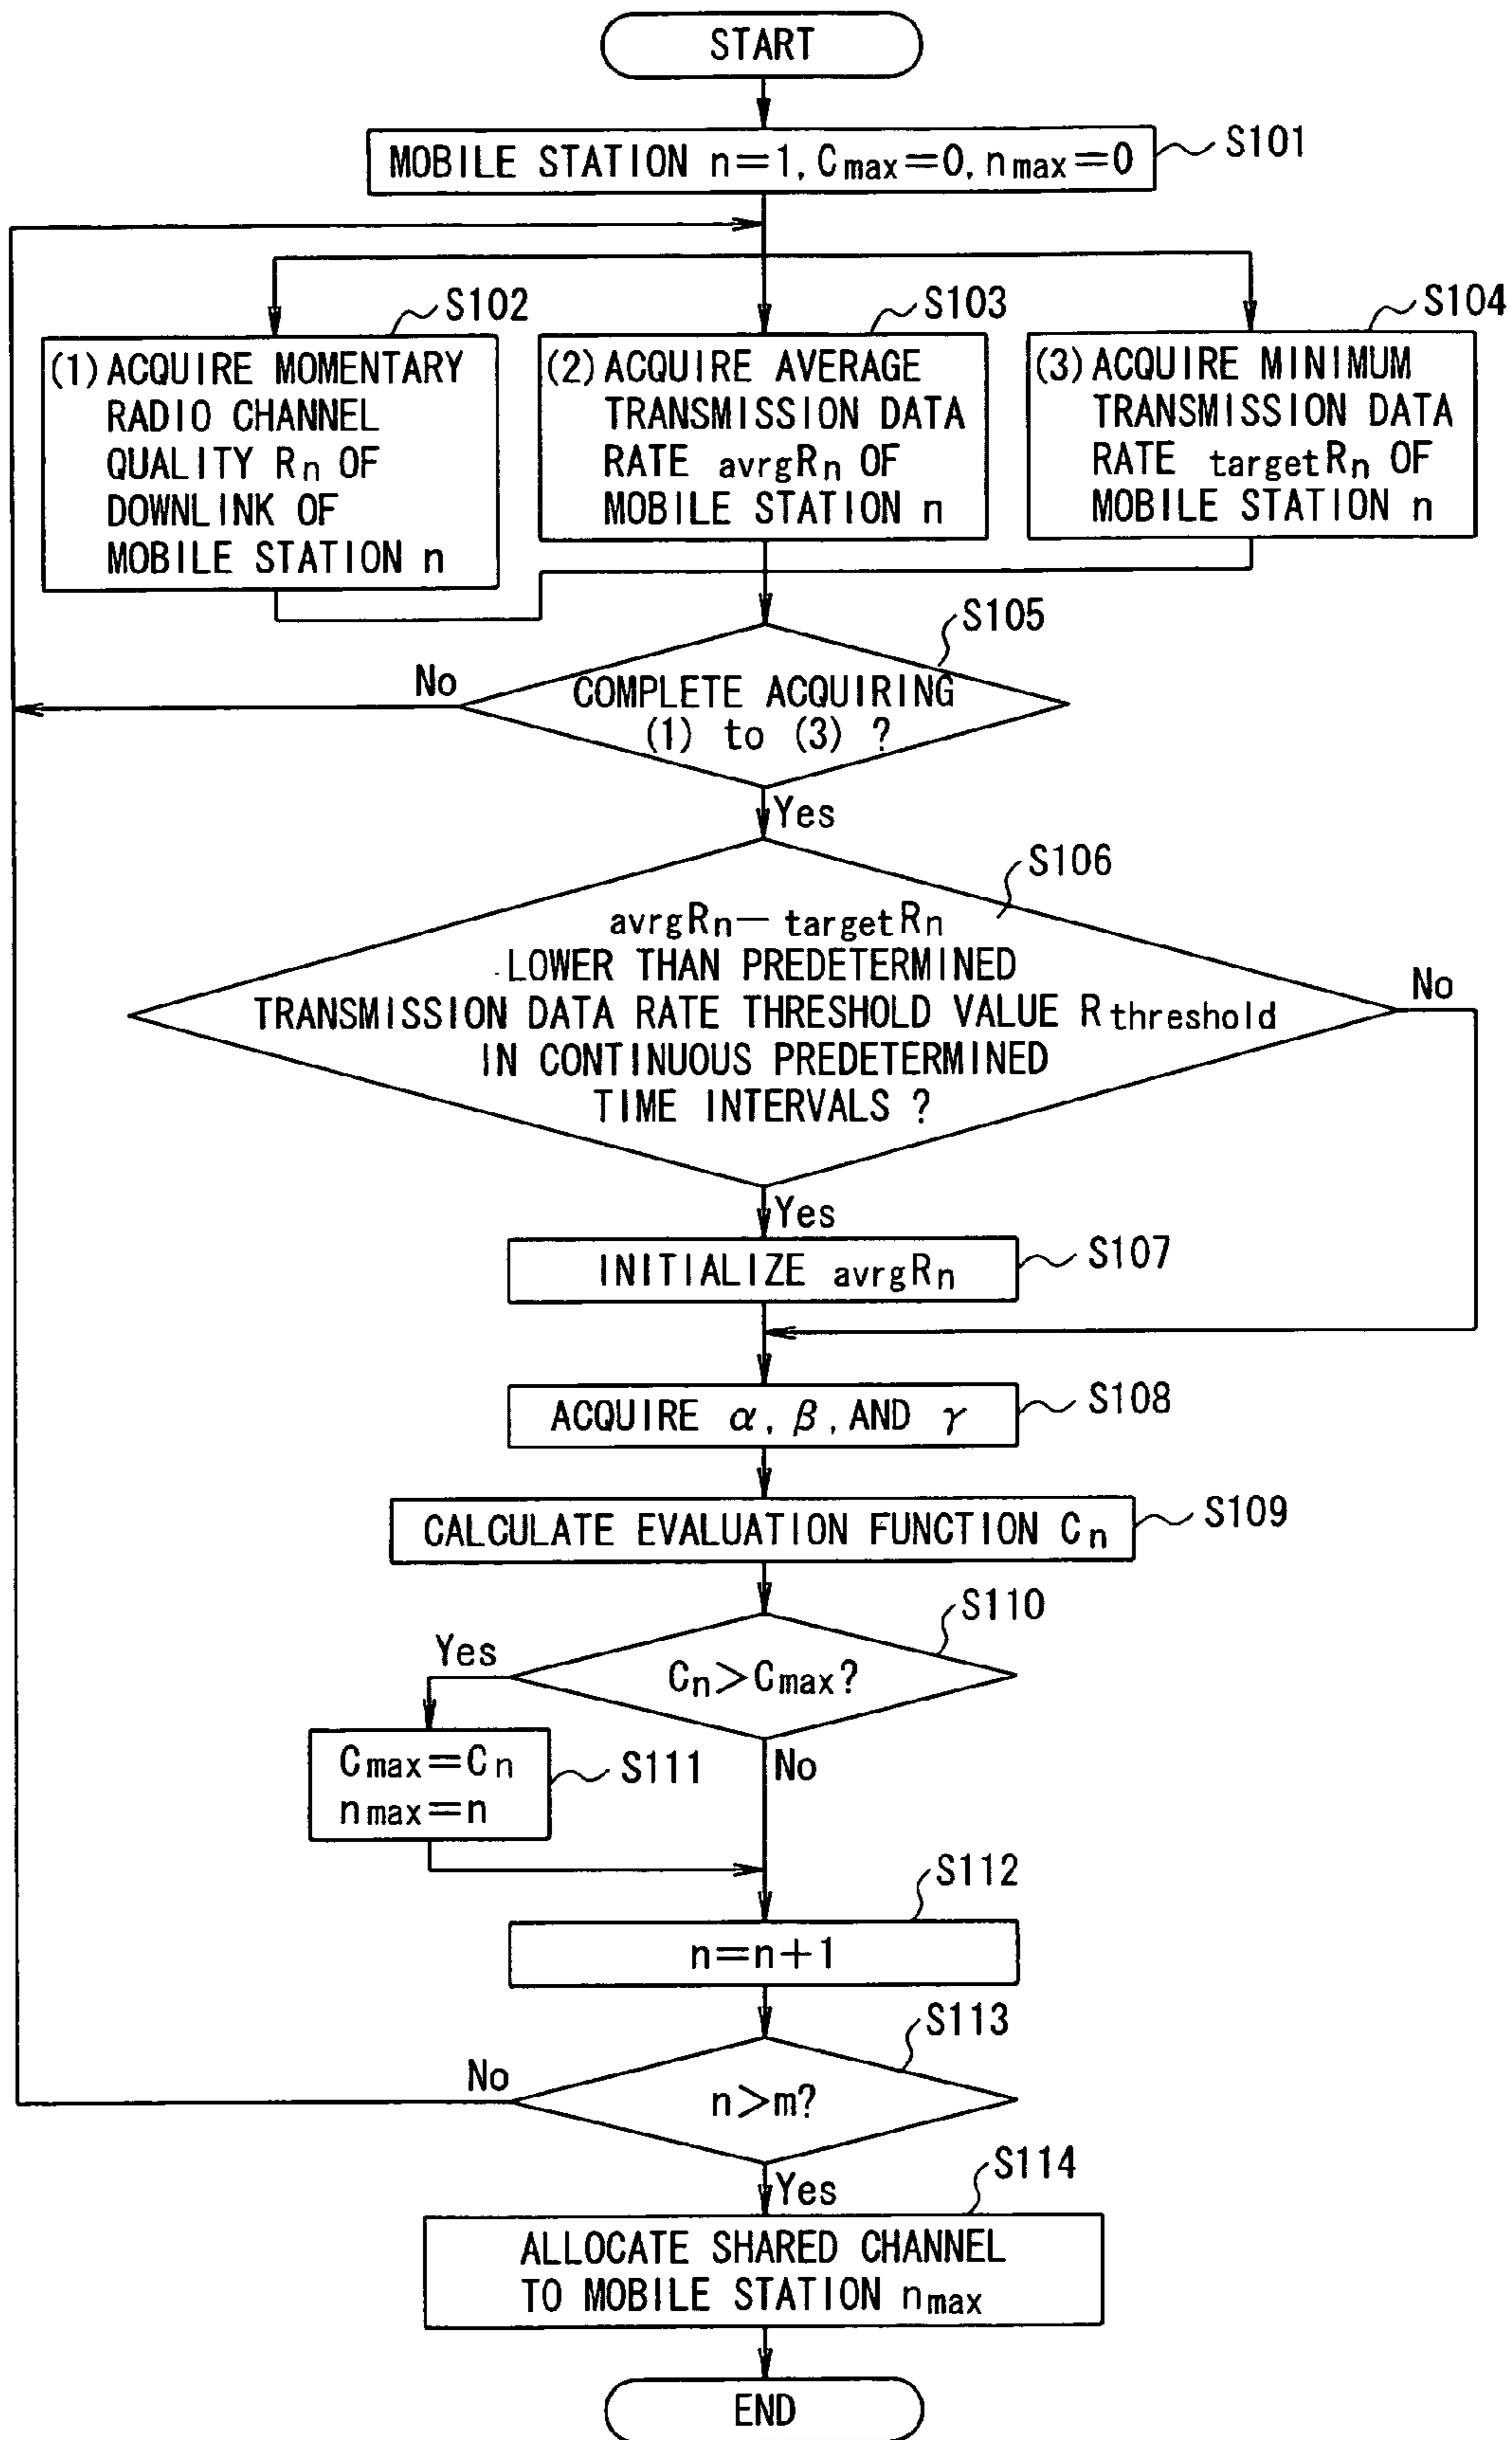 START
MOBILE STATION n=1, Cmax=0, nmax=0
S101
S102
S103
S104
(1) ACQUIRE MOMENTARY
RADIO CHANNEL
QUALITY Rn OF
DOWNLINK OF
MOBILE STATION n
(2) ACQUIRE AVERAGE
TRANSMISSION DATA
RATE avrgRn OF
MOBILE STATION n
(3) ACQUIRE MINIMUM
TRANSMISSION DATA
RATE targetRn OF
MOBILE STATION n
S105
No
COMPLETE ACQUIRING
(1) to (3) ?
Yes
S106
avrgRn－ targetRn
LOWER THAN PREDETERMINED
TRANSMISSION DATA RATE THRESHOLD VALUE Rthreshold
IN CONTINUOUS PREDETERMINED
TIME INTERVALS ?
No
Yes
INITIALIZE avrgRn
S107
ACQUIRE α, β, AND γ
S108
CALCULATE EVALUATION FUNCTION Cn
S109
S110
Yes
Cn>Cmax?
No
Cmax=Cn
nmax=n
S111
S112
n=n+1
S113
No
n>m?
Yes
S114
ALLOCATE SHARED CHANNEL
TO MOBILE STATION nmax
END